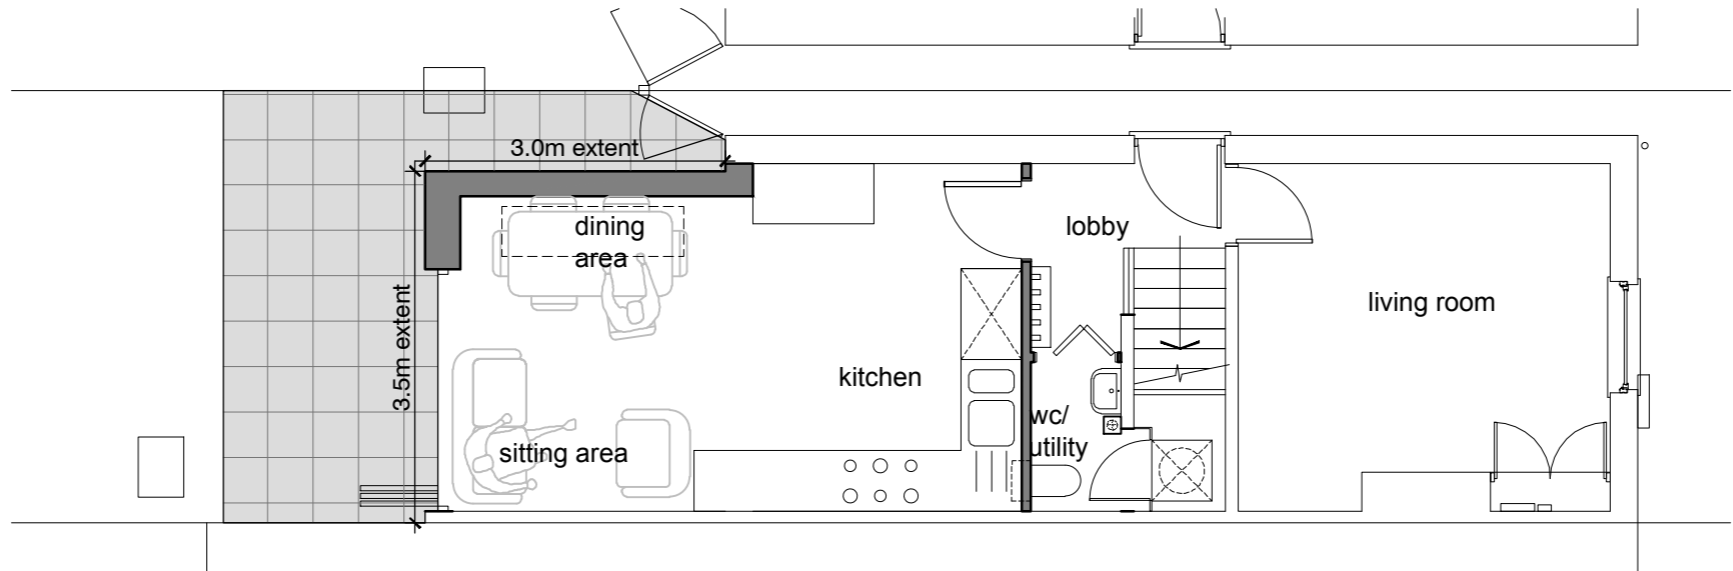 3.0m extent
dining
area
lobby
living room
3.5m extent
kitchen
wc/
utility
sitting area